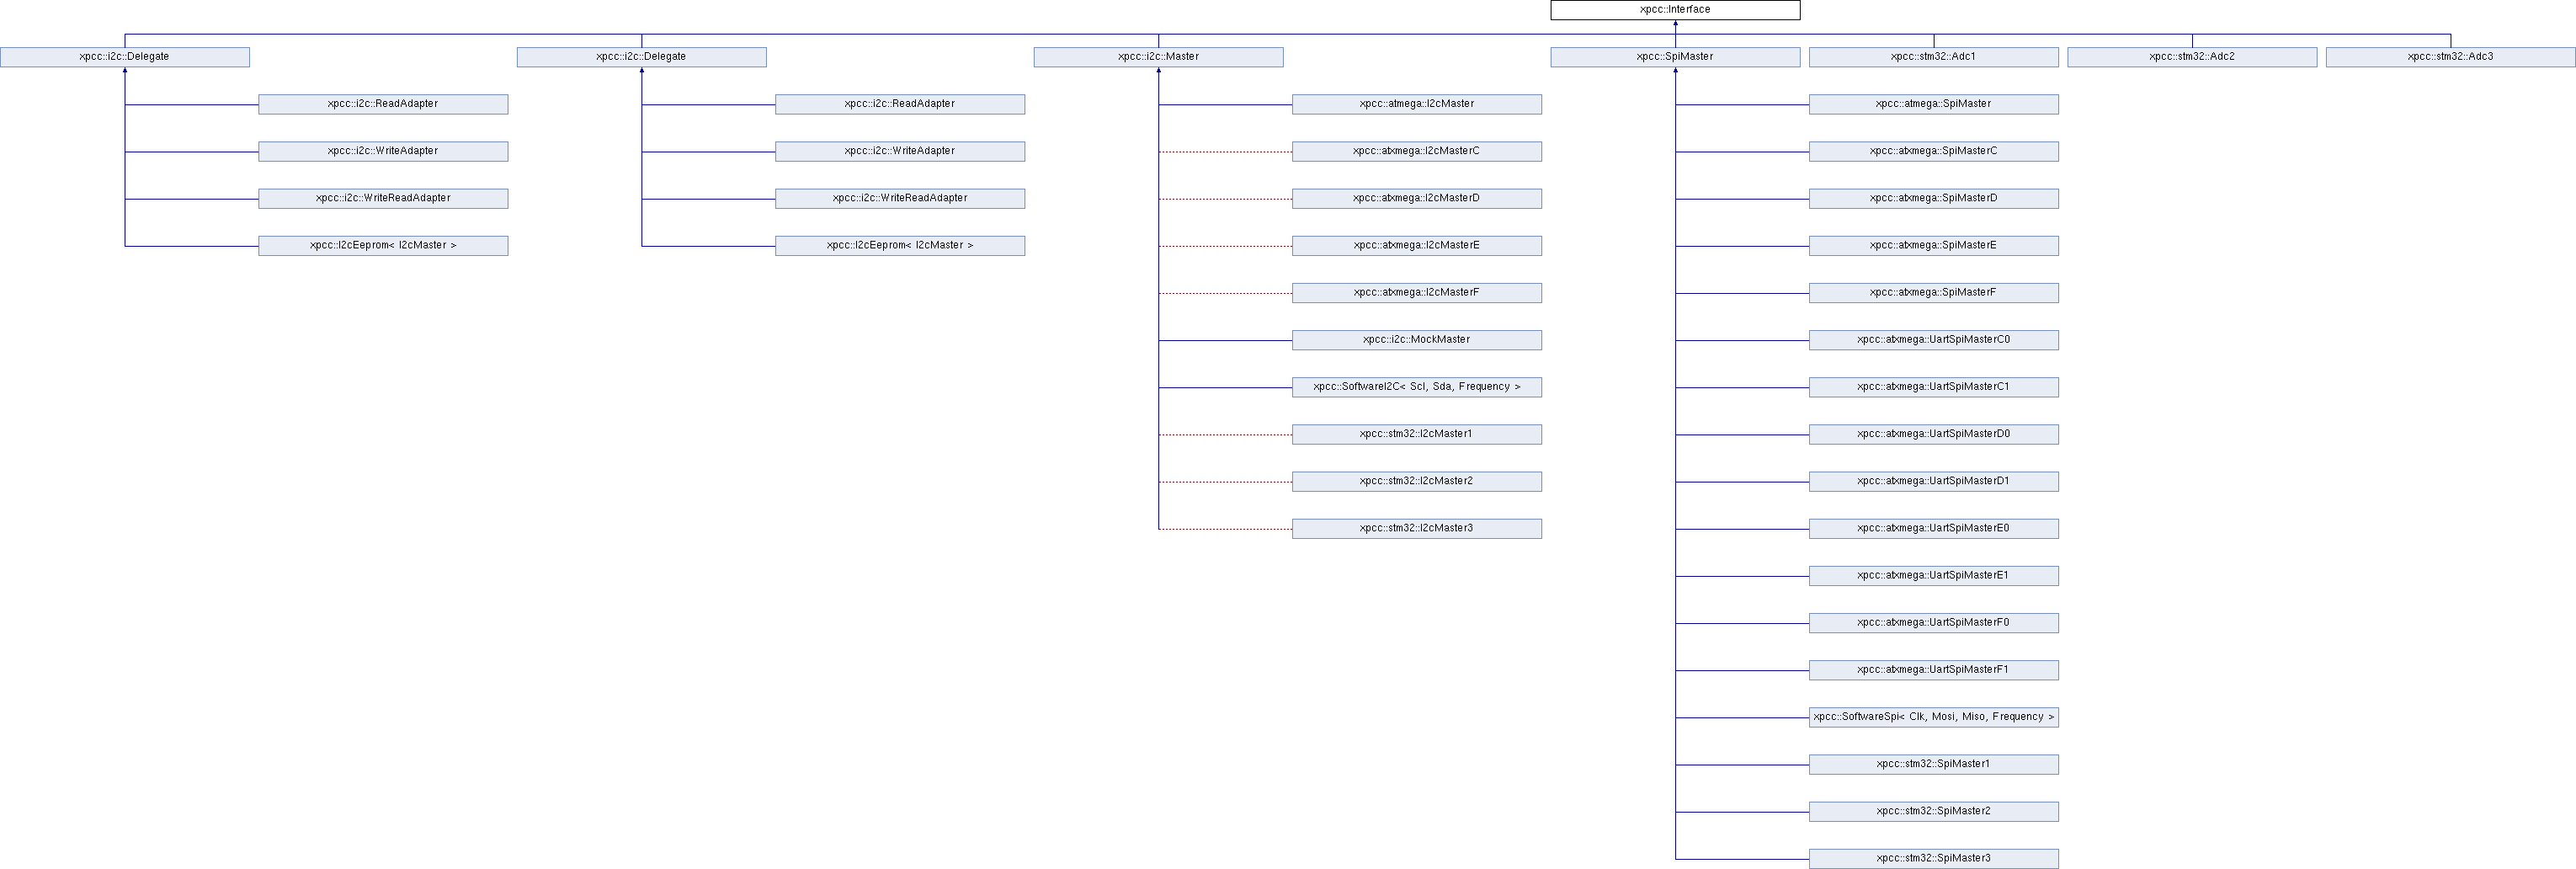 xpcc::Interface
xpcc::i2c::Delegate
xpcc::i2c::Delegate
xpcc::i2c::Master
xpcc::SpiMaster
xpcc::stm32::Adc1
xpcc::stm32::Adc2
xpcc::stm32::Adc3
xpcc::i2c::ReadAdapter
xpcc::i2c::ReadAdapter
xpcc::atmega::I2cMaster
xpcc::atmega::SpiMaster
xpcc::i2c::WriteAdapter
xpcc::i2c::WriteAdapter
xpcc::atxmega::I2cMasterC
xpcc::atxmega::SpiMasterC
xpcc::i2c::WriteReadAdapter
xpcc::i2c::WriteReadAdapter
xpcc::atxmega::I2cMasterD
xpcc::atxmega::SpiMasterD
xpcc::I2cEeprom< I2cMaster >
xpcc::I2cEeprom< I2cMaster >
xpcc::atxmega::I2cMasterE
xpcc::atxmega::SpiMasterE
xpcc::atxmega::I2cMasterF
xpcc::atxmega::SpiMasterF
xpcc::i2c::MockMaster
xpcc::atxmega::UartSpiMasterC0
xpcc::SoftwareI2C< Scl, Sda, Frequency >
xpcc::atxmega::UartSpiMasterC1
xpcc::stm32::I2cMaster1
xpcc::atxmega::UartSpiMasterD0
xpcc::stm32::I2cMaster2
xpcc::atxmega::UartSpiMasterD1
xpcc::stm32::I2cMaster3
xpcc::atxmega::UartSpiMasterE0
xpcc::atxmega::UartSpiMasterE1
xpcc::atxmega::UartSpiMasterF0
xpcc::atxmega::UartSpiMasterF1
xpcc::SoftwareSpi< Clk, Mosi, Miso, Frequency >
xpcc::stm32::SpiMaster1
xpcc::stm32::SpiMaster2
xpcc::stm32::SpiMaster3